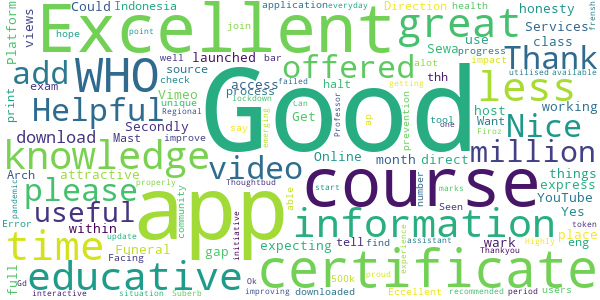 Platform
views
Could
Indonesia
application
everyday
Direction
health
honesty
frensh
Excellent
great
hope
point
join
Sewa
Services
class
launched
bar
well
use
progress
impact
Thank
add
WHO
offered
source
check
access
process
halt
alot
thh
utilised
available
print
exam
Helpful
Vimeo
unique
lockdown
failed
Good
less
working
download
Secondly
Mast
Regional
improve
say
emerging
Get
Can
Professor
ap
prevention
tool
one
host
Want
Firoz
Nice
getting
knowledge
video
Online
month
direct
million
things
Arch
attractive
Thoughtbud
able
start
course
marks
Seen
number
express
YouTube
Yes
please
app
pandemic
useful
within
community
properly
information
token
Error
update
Facing
initiative
tell
find
assistant
experience
Highly
Thankyou
place
eng
time
Funeral
gap
expecting
full
Gd
educative
Ok
500k
proud
certificate
interactive
situation
Suberb
improving
downloaded
Eccellent
recommended
period
users